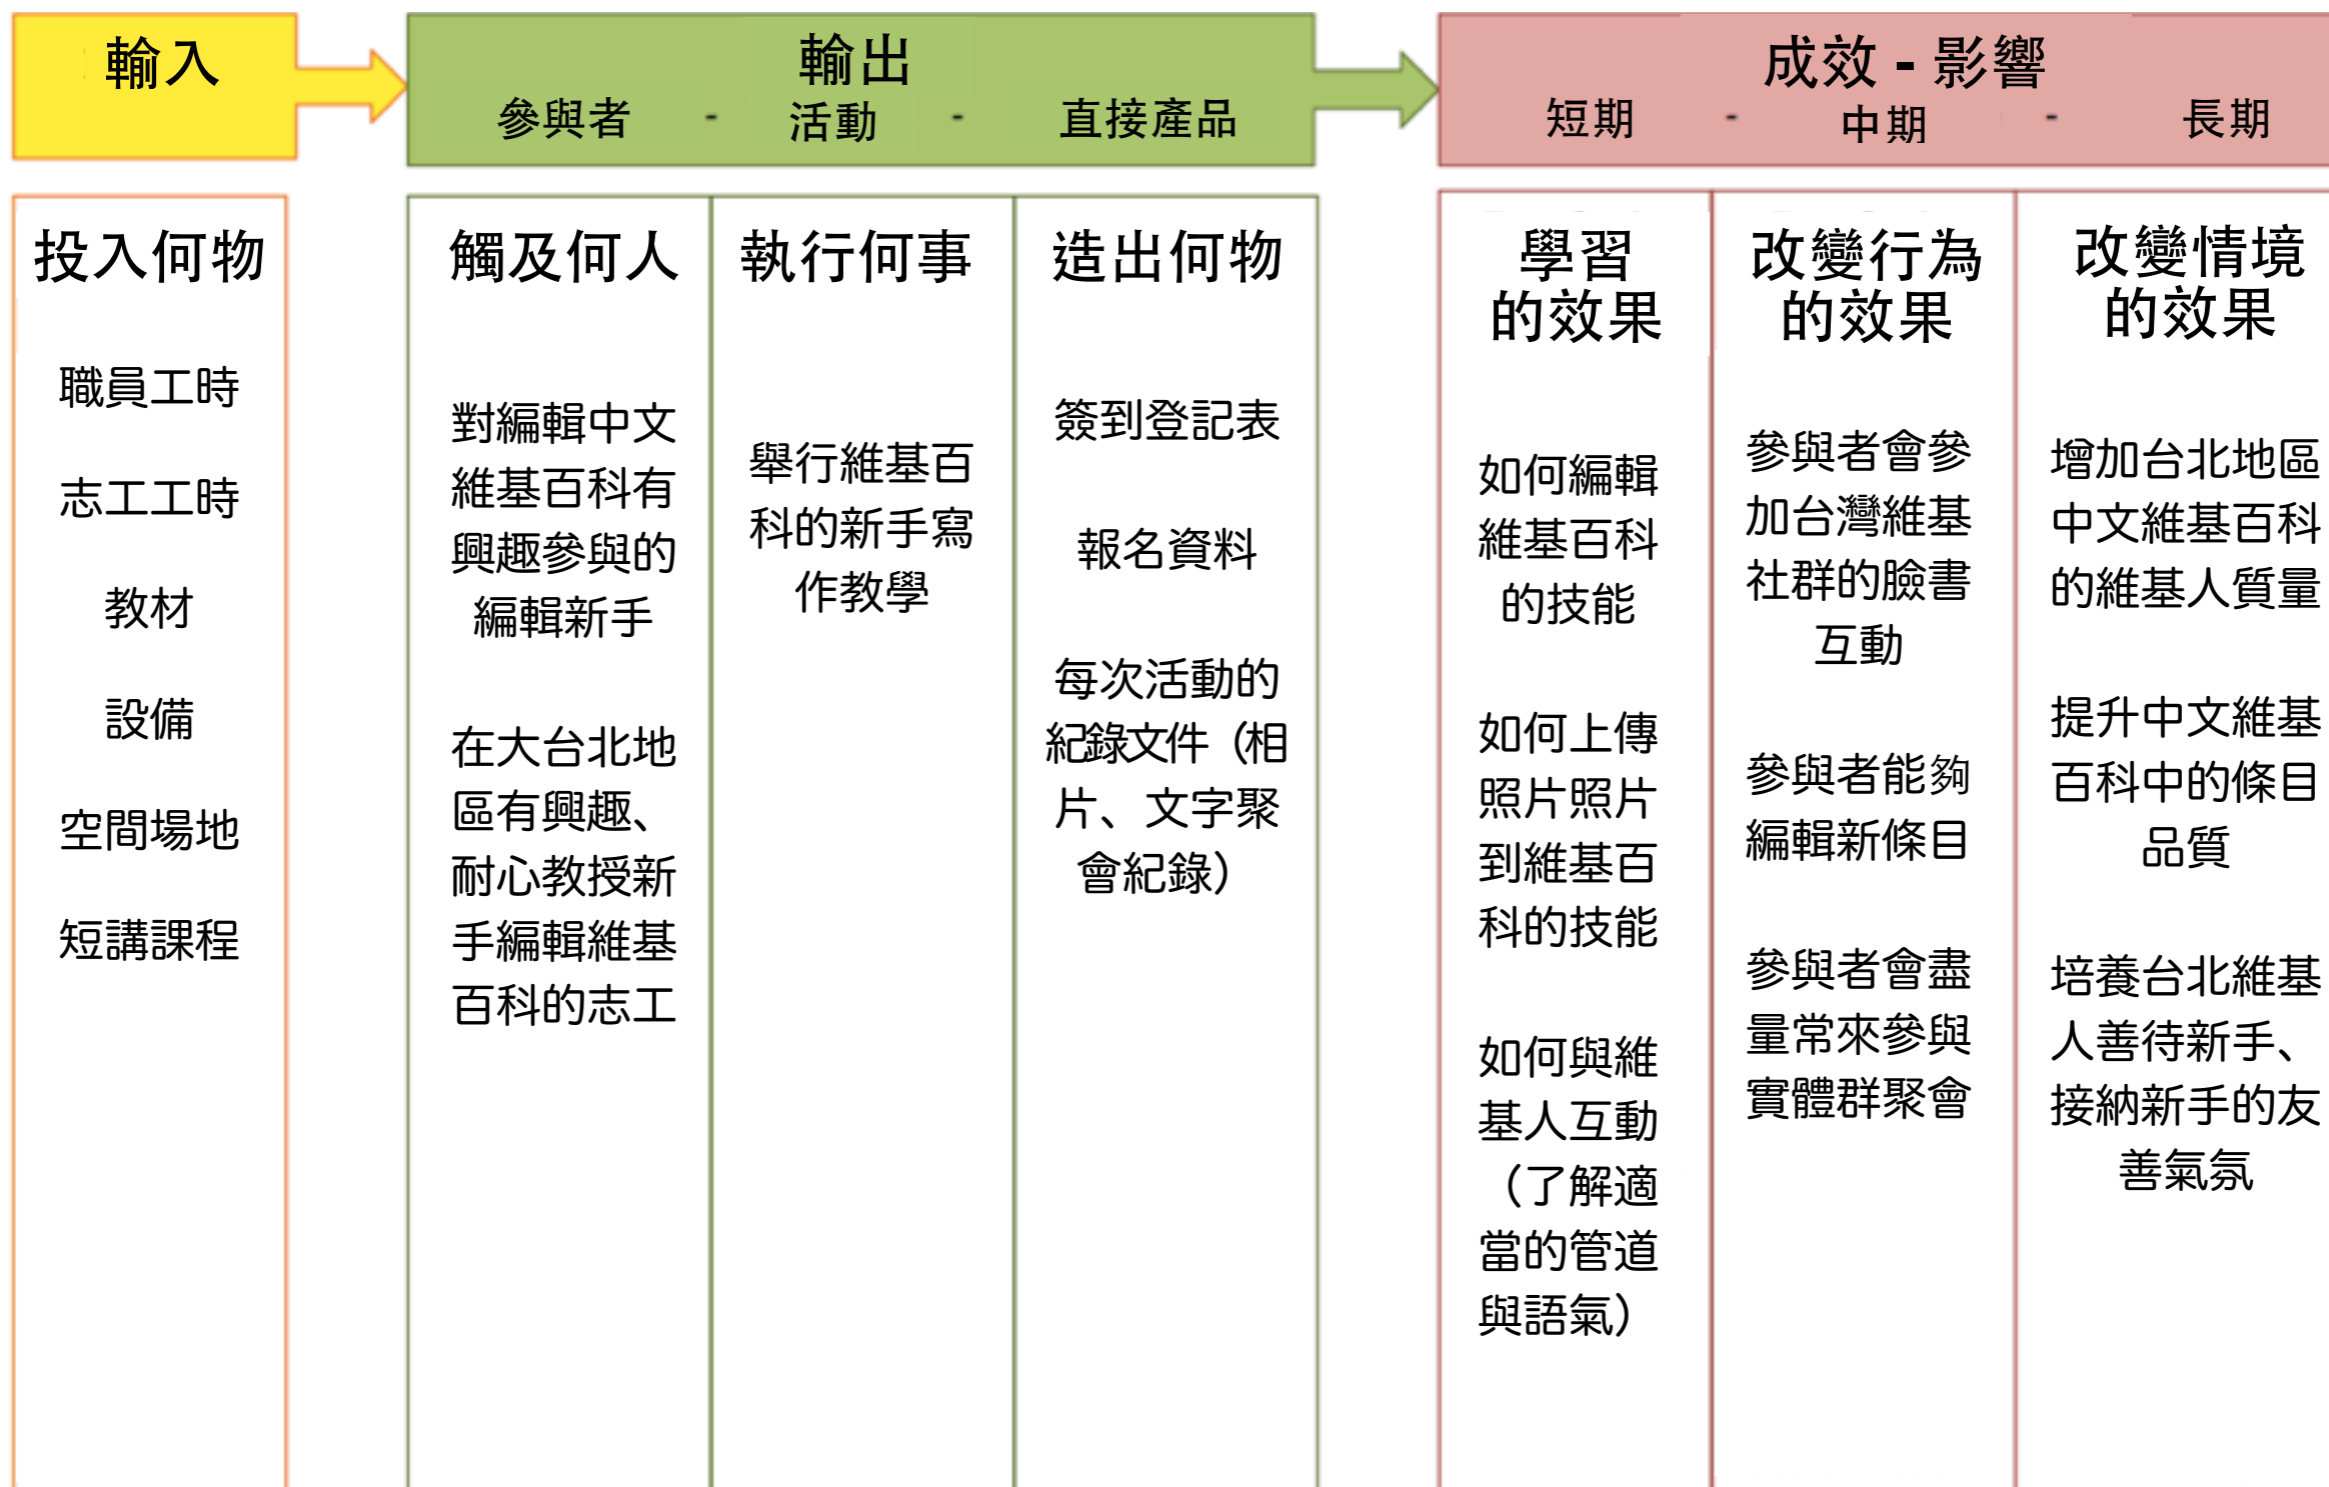 輸入
輸出
參與者 - 活動 - 直接產品
成效 - 影響
短期 - 中期 - 長期
投入何物
職員工時
志工工時
教材
設備
空間場地
短講課程
觸及何人
對編輯中文
維基百科有
興趣參與的
編輯新手
在大台北地
區有興趣、
耐心教授新
手編輯維基
百科的志工
執行何事
舉行維基百
科的新手寫
作教學
造出何物
簽到登記表
報名資料
每次活動的
紀錄文件（相
片、文字聚
會紀錄）
學習
的效果
如何編輯
維基百科
的技能
如何上傳
照片照片
到維基百
科的技能
如何與維
基人互動
（了解適
當的管道
與語氣）
改變行為
的效果
參與者會參
加台灣維基
社群的臉書
互動
參與者能夠
編輯新條目
參與者會盡
量常來參與
實體群聚會
改變情境
的效果
增加台北地區
中文維基百科
的維基人質量
提升中文維基
百科中的條目
品質
培養台北維基
人善待新手、
接納新手的友
善氣氛